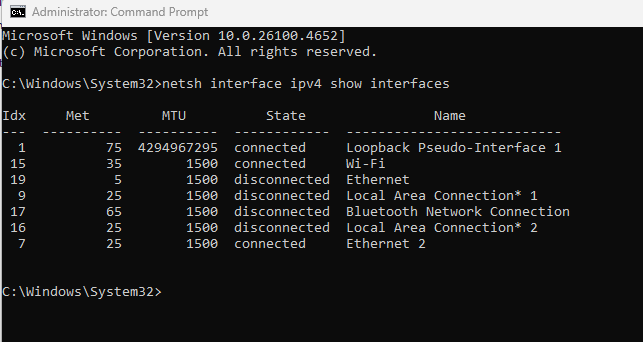 Administrator: Command Prompt
Microsoft Windows [Version 10.0.26100.4652]
(c) Microsoft Corporation. All rights reserved.
C:\Windows\System32>netsh interface ipv4 show interfaces
Idx     Met         MTU          State                Name
---  ----------  ----------  ------------  ---------------------------
  1          75  4294967295  connected     Loopback Pseudo-Interface 1
 15          35        1500  connected     Wi-Fi
 19           5        1500  disconnected  Ethernet
  9          25        1500  disconnected  Local Area Connection* 1
 17          65        1500  disconnected  Bluetooth Network Connection
 16          25        1500  disconnected  Local Area Connection* 2
  7          25        1500  connected     Ethernet 2
C:\Windows\System32>